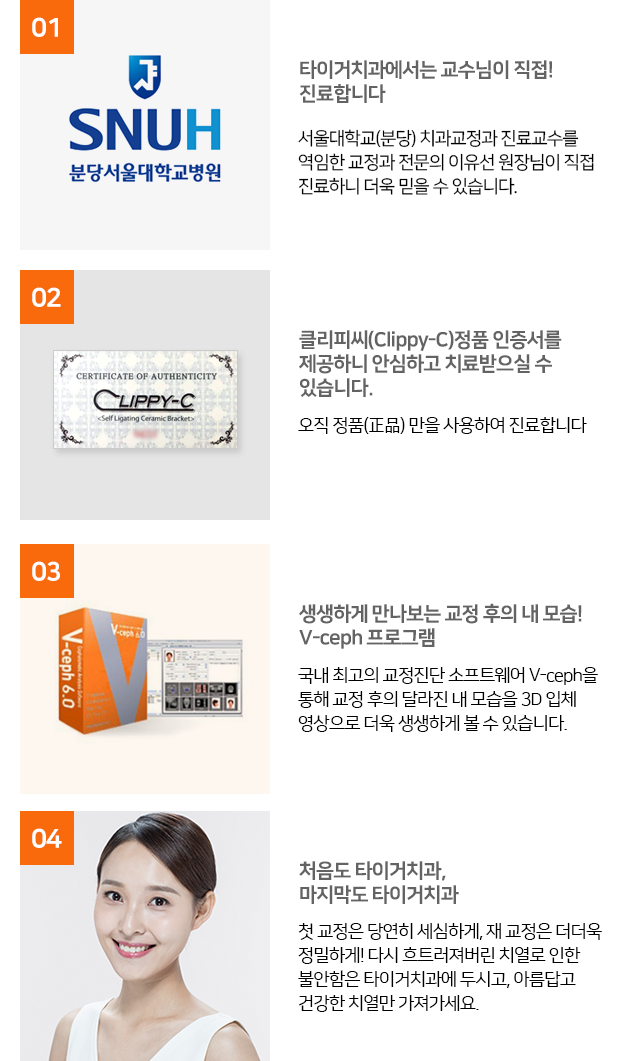 01
SNUH
분당서울대학교병원
타이거치과에서는 교수님이 직접!
진료합니다
서울대학교(분당) 치과교정과 진료교수를
역임한 교정과 전문의 이유선 원장님이 직접
진료하니 더욱 믿을 수 있습니다.
02
CERTIFICATE OF AUTHENTICITY
CLIPPY-C
<Self Ligating Ceramic Bracket>
클리피씨(Clippy-C)정품 인증서를
제공하니 안심하고 치료받으실 수
있습니다.
오직 정품(正品) 만을 사용하여 진료합니다
03
V-ceph 6.0
V-ceph 6.0
생생하게 만나보는 교정 후의 내 모습!
V-ceph 프로그램
국내 최고의 교정진단 소프트웨어 V-ceph을
통해 교정 후의 달라진 내 모습을 3D 입체
영상으로 더욱 생생하게 볼 수 있습니다.
04
처음도 타이거치과,
마지막도 타이거치과
첫 교정은 당연히 세심하게, 재 교정은 더더욱
정밀하게! 다시 흐트러져버린 치열로 인한
불안함은 타이거치과에 두시고, 아름답고
건강한 치열만 가져가세요.